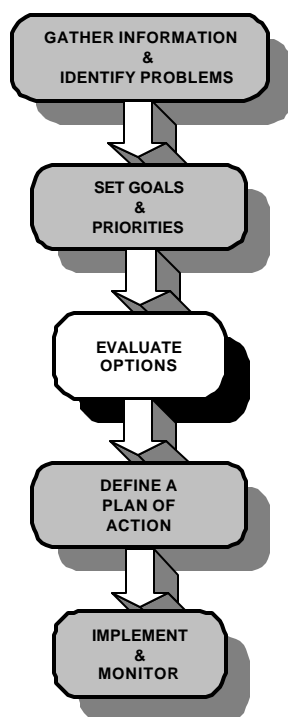 GATHER INFORMATION
&
IDENTIFY PROBLEMS
SET GOALS
&
PRIORITIES
EVALUATE
OPTIONS
DEFINE A
PLAN OF
ACTION
IMPLEMENT
&
MONITOR